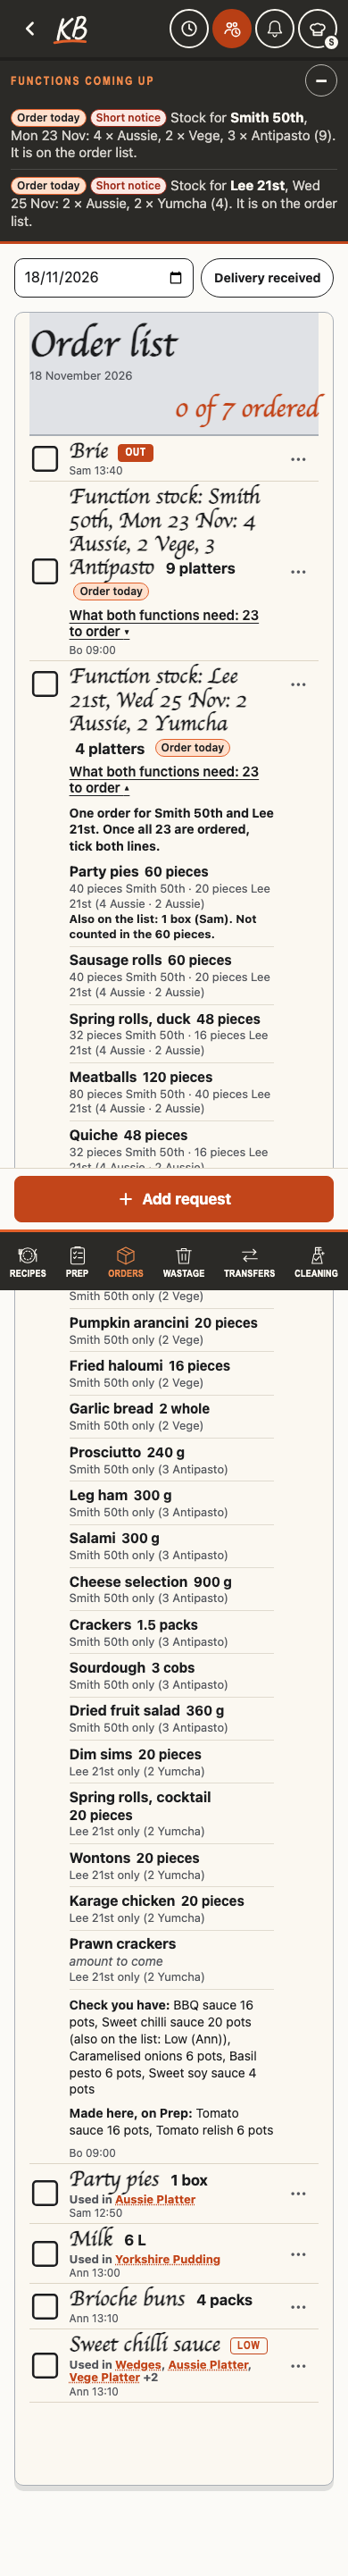 KB
S
FUNCTIONS COMING UP
Order today Short notice Stock for Smith 50th,
Mon 23 Nov: 4 × Aussie, 2 × Vege, 3 × Antipasto (9).
It is on the order list.
Order today Short notice Stock for Lee 21st, Wed
25 Nov: 2 × Aussie, 2 × Yumcha (4). It is on the order
list.
18/11/2026
Delivery received
Order list
18 November 2026
0 of 7 ordered
Brie OUT
Sam 13:40
Function stock: Smith
50th, Mon 23 Nov: 4
Aussie, 2 Vege, 3
Antipasto 9 platters
Order today
What both functions need: 23
to order ▾
Bo 09:00
Function stock: Lee
21st, Wed 25 Nov: 2
Aussie, 2 Yumcha
4 platters Order today
What both functions need: 23
to order ▴
One order for Smith 50th and Lee
21st. Once all 23 are ordered,
tick both lines.
Party pies 60 pieces
40 pieces Smith 50th · 20 pieces Lee
21st (4 Aussie · 2 Aussie)
Also on the list: 1 box (Sam). Not
counted in the 60 pieces.
Sausage rolls 60 pieces
40 pieces Smith 50th · 20 pieces Lee
21st (4 Aussie · 2 Aussie)
Spring rolls, duck 48 pieces
32 pieces Smith 50th · 16 pieces Lee
21st (4 Aussie · 2 Aussie)
Meatballs 120 pieces
80 pieces Smith 50th · 40 pieces Lee
21st (4 Aussie · 2 Aussie)
Quiche 48 pieces
32 pieces Smith 50th · 16 pieces Lee
21st (4 Aussie · 2 Aussie)
+ Add request
RECIPES
PREP
ORDERS
WASTAGE
TRANSFERS
CLEANING
Smith 50th only (2 Vege)
Pumpkin arancini 20 pieces
Smith 50th only (2 Vege)
Fried haloumi 16 pieces
Smith 50th only (2 Vege)
Garlic bread 2 whole
Smith 50th only (2 Vege)
Prosciutto 240 g
Smith 50th only (3 Antipasto)
Leg ham 300 g
Smith 50th only (3 Antipasto)
Salami 300 g
Smith 50th only (3 Antipasto)
Cheese selection 900 g
Smith 50th only (3 Antipasto)
Crackers 1.5 packs
Smith 50th only (3 Antipasto)
Sourdough 3 cobs
Smith 50th only (3 Antipasto)
Dried fruit salad 360 g
Smith 50th only (3 Antipasto)
Dim sims 20 pieces
Lee 21st only (2 Yumcha)
Spring rolls, cocktail
20 pieces
Lee 21st only (2 Yumcha)
Wontons 20 pieces
Lee 21st only (2 Yumcha)
Karage chicken 20 pieces
Lee 21st only (2 Yumcha)
Prawn crackers
amount to come
Lee 21st only (2 Yumcha)
Check you have: BBQ sauce 16
pots, Sweet chilli sauce 20 pots
(also on the list: Low (Ann)),
Caramelised onions 6 pots, Basil
pesto 6 pots, Sweet soy sauce 4
pots
Made here, on Prep: Tomato
sauce 16 pots, Tomato relish 6 pots
Bo 09:00
Party pies 1 box
Used in Aussie Platter
Sam 12:50
Milk 6 L
Used in Yorkshire Pudding
Ann 13:00
Brioche buns 4 packs
Ann 13:10
Sweet chilli sauce LOW
Used in Wedges, Aussie Platter,
Vege Platter +2
Ann 13:10